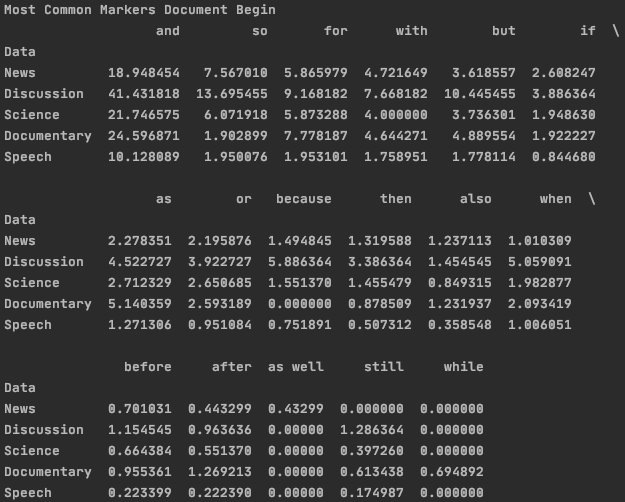 Most Common Markers Document Begin
and so for with but if \
Data
News 18.948454 7.567010 5.865979 4.721649 3.618557 2.608247
Discussion 41.431818 13.695455 9.168182 7.668182 10.445455 3.886364
Science 21.746575 6.071918 5.873288 4.000000 3.736301 1.948630
Documentary 24.596871 1.902899 7.778187 4.644271 4.889554 1.922227
Speech 10.128089 1.950076 1.953101 1.758951 1.778114 0.844680
as or because then also when \
Data
News 2.278351 2.195876 1.494845 1.319588 1.237113 1.010309
Discussion 4.522727 3.922727 5.886364 3.386364 1.454545 5.059091
Science 2.712329 2.650685 1.551370 1.455479 0.849315 1.982877
Documentary 5.140359 2.593189 0.000000 0.878509 1.231937 2.093419
Speech 1.271306 0.951084 0.751891 0.507312 0.358548 1.006051
before after as well still while
Data
News 0.701031 0.443299 0.43299 0.000000 0.000000
Discussion 1.154545 0.963636 0.00000 1.286364 0.000000
Science 0.664384 0.551370 0.00000 0.397260 0.000000
Documentary 0.955361 1.269213 0.00000 0.613438 0.694892
Speech 0.223399 0.222390 0.00000 0.174987 0.000000